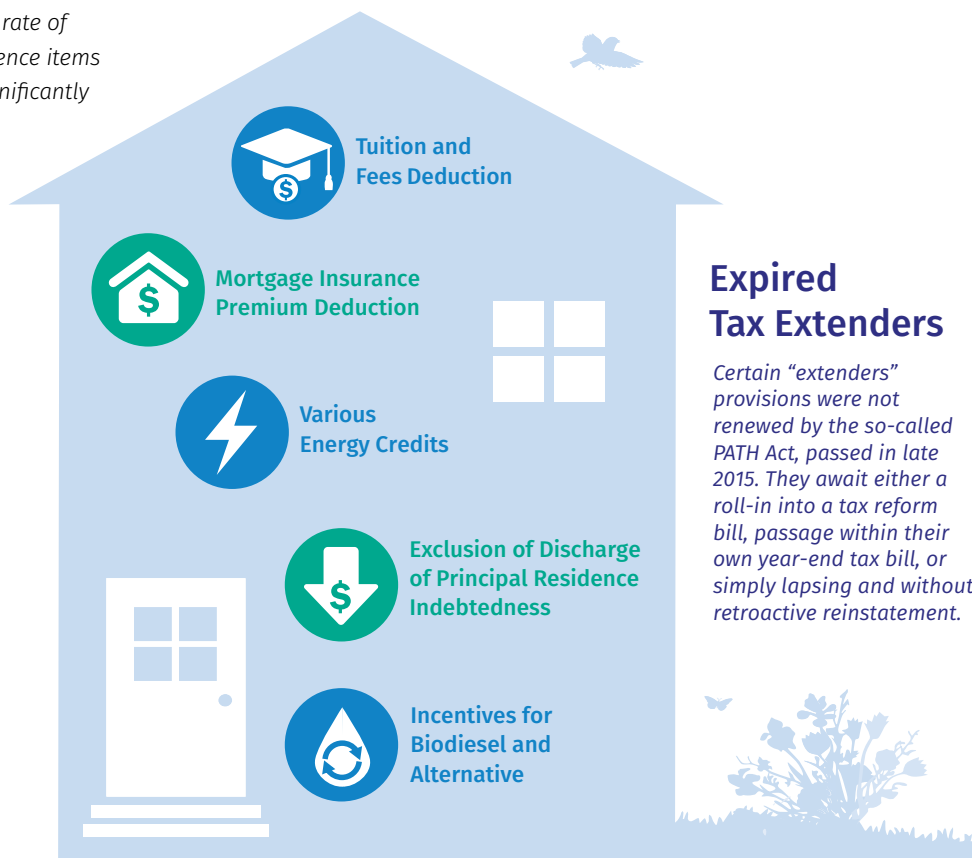 rate of
ence items
nificantly
Tuition and
Fees Deduction
Mortgage Insurance
Premium Deduction
Various
Energy Credits
Exclusion of Discharge
of Principal Residence
Indebtedness
Incentives for
Biodiesel and
Alternative
Expired
Tax Extenders
Certain “extenders”
provisions were not
renewed by the so-called
PATH Act, passed in late
2015. They await either a
roll-in into a tax reform
bill, passage within their
own year-end tax bill, or
simply lapsing and without
retroactive reinstatement.
$
$
$